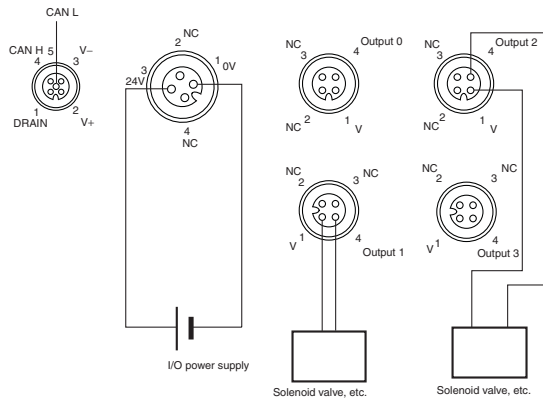 CAN L
CAN H 5 V–
4 3
1 2
DRAIN V+
NC
2
3 1 0V
24V
4
NC
NC Output 0
3 4
NC 2 1 V
NC Output 2
3 4
NC 2 1 V
NC 2 3 NC
V 1 4
Output 1
NC 2 3 NC
V 1 4
Output 3
I/O power supply
Solenoid valve, etc.
Solenoid valve, etc.